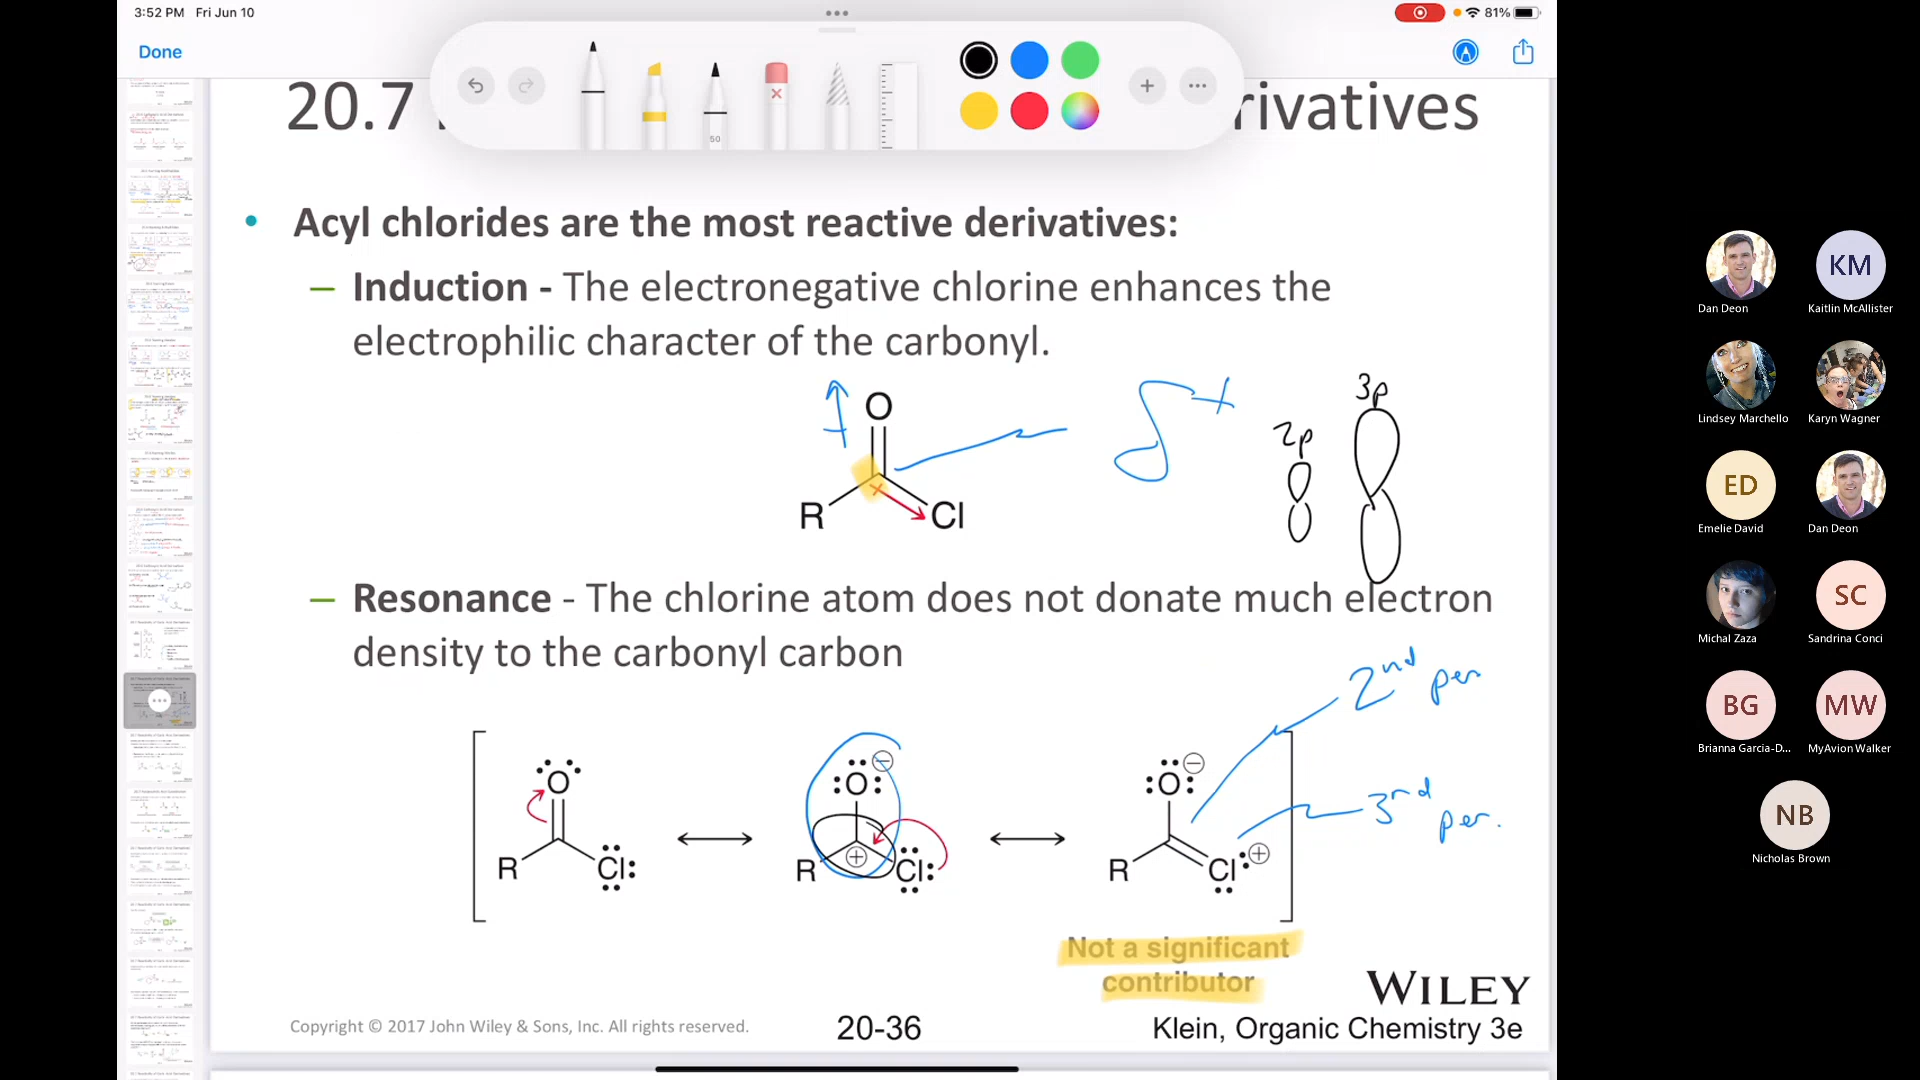 3:52 PM Fri Jun 10
81%
Done
50
20.7
rivatives
• Acyl chlorides are the most reactive derivatives:
– Induction - The electronegative chlorine enhances the
electrophilic character of the carbonyl.
O
R
Cl
δ+
2p
3p
– Resonance - The chlorine atom does not donate much electron
density to the carbonyl carbon
2nd per
3rd per.
O
R
Cl
O
R
Cl
O
R
Cl
Not a significant
contributor
WILEY
Copyright © 2017 John Wiley & Sons, Inc. All rights reserved.
20-36
Klein, Organic Chemistry 3e
KM
Dan Deon
Kaitlin McAllister
Lindsey Marchello
Karyn Wagner
ED
Emelie David
Dan Deon
SC
Michal Zaza
Sandrina Conci
BG
MW
Brianna Garcia-D...
MyAvion Walker
NB
Nicholas Brown